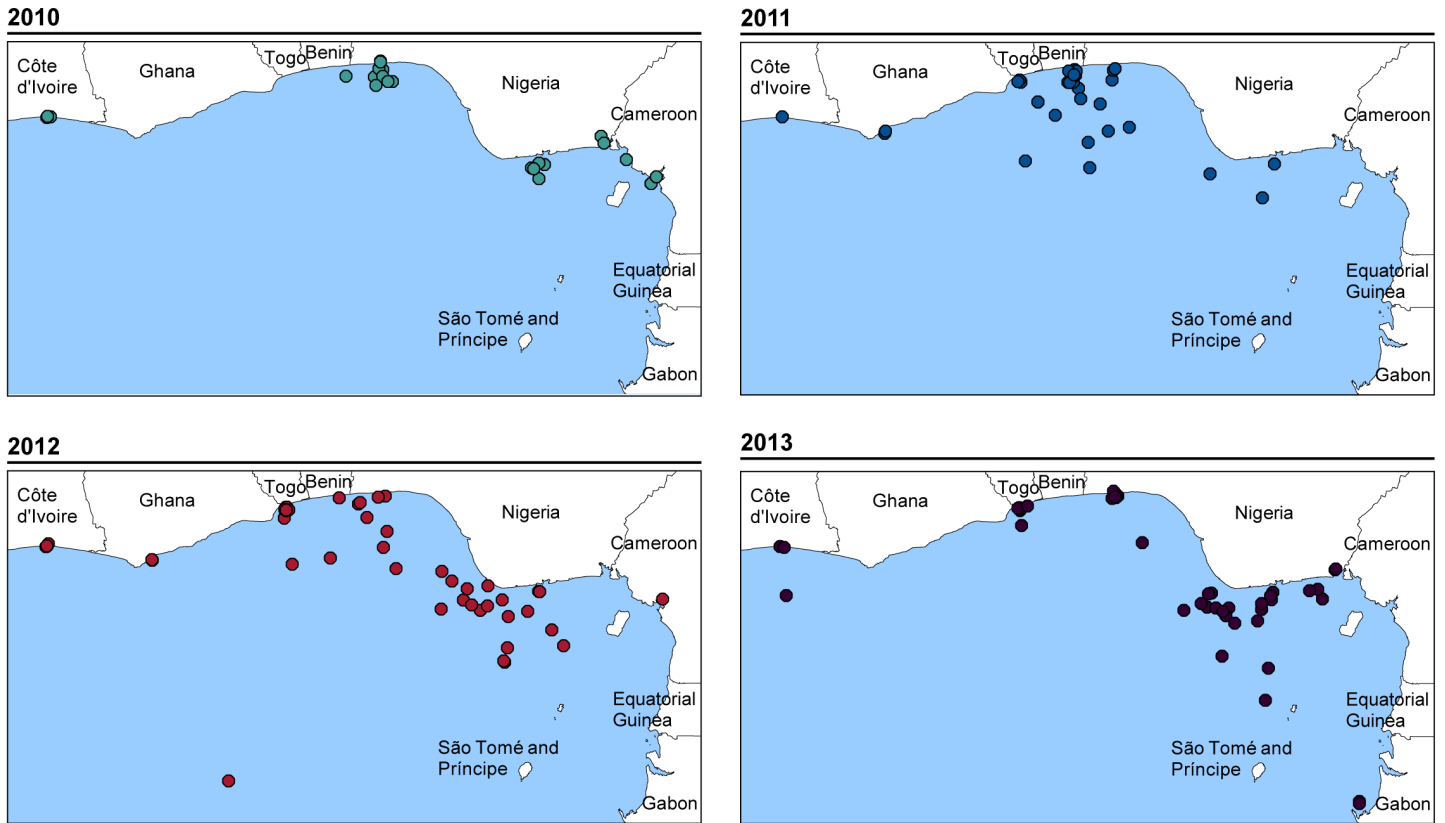 2010
Togo
Benin
Côte
d'Ivoire
Ghana
Nigeria
Cameroon
Equatorial
Guinea
São Tomé and
Príncipe
Gabon
2011
Togo
Benin
Côte
d'Ivoire
Ghana
Nigeria
Cameroon
Equatorial
Guinea
São Tomé and
Príncipe
Gabon
2012
Togo
Benin
Côte
d'Ivoire
Ghana
Nigeria
Cameroon
Equatorial
Guinea
São Tomé and
Príncipe
Gabon
2013
Togo
Benin
Côte
d'Ivoire
Ghana
Nigeria
Cameroon
Equatorial
Guinea
São Tomé and
Príncipe
Gabon